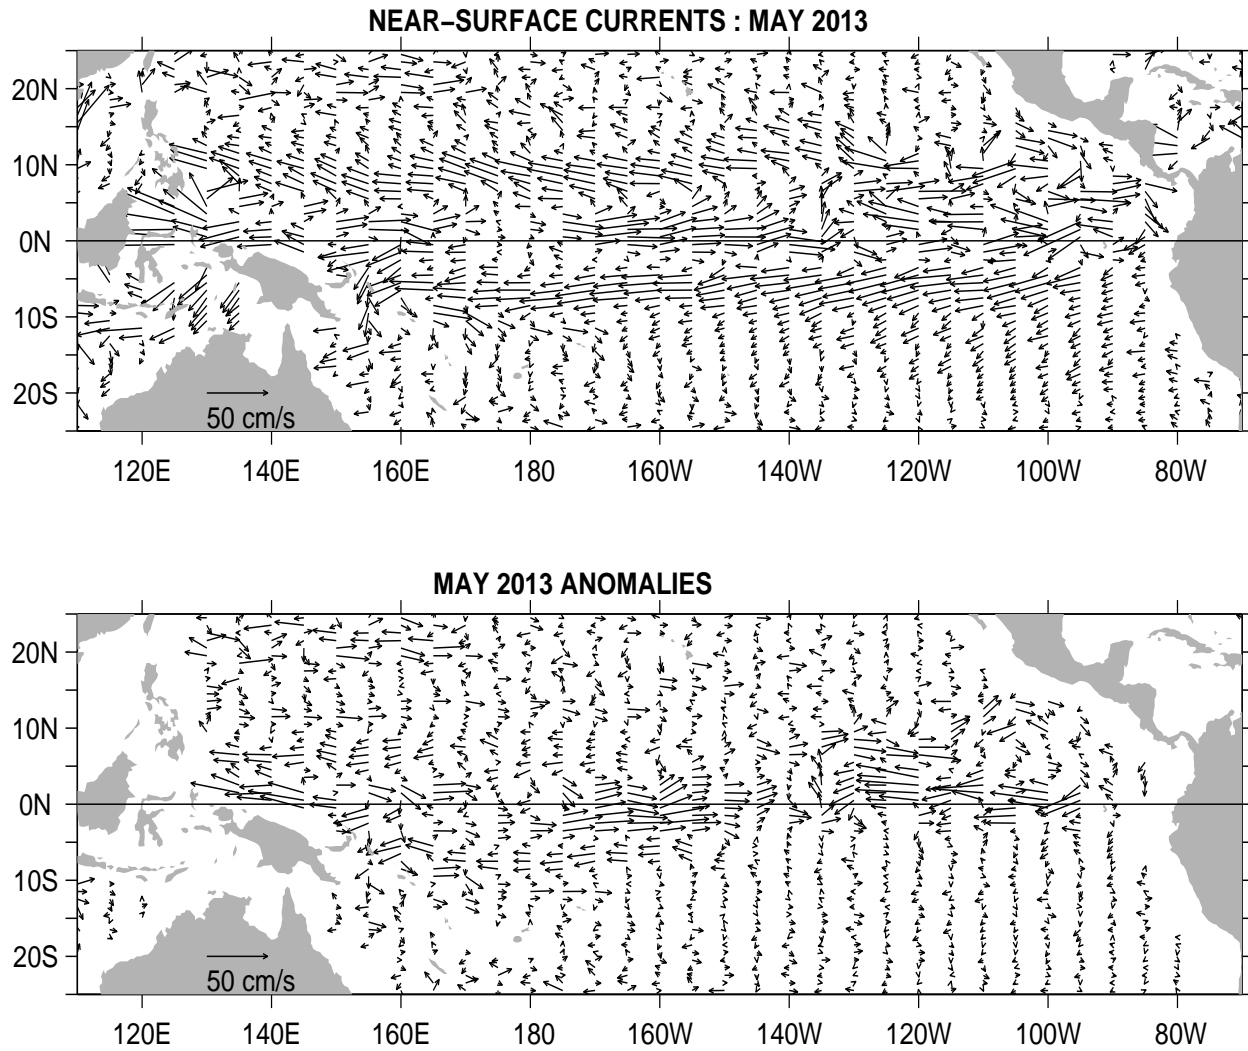 NEAR−SURFACE CURRENTS : MAY 2013
20N
10N
0N
10S
20S
50 cm/s
120E 140E 160E 180 160W 140W 120W 100W 80W
MAY 2013 ANOMALIES
20N
10N
0N
10S
20S
50 cm/s
120E 140E 160E 180 160W 140W 120W 100W 80W